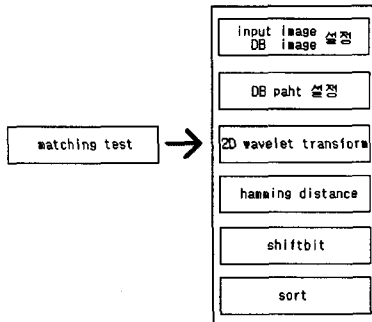 input image 설정
DB image
DB paht 설정
matching test
2D wavelet transform
hamming distance
shiftbit
sort